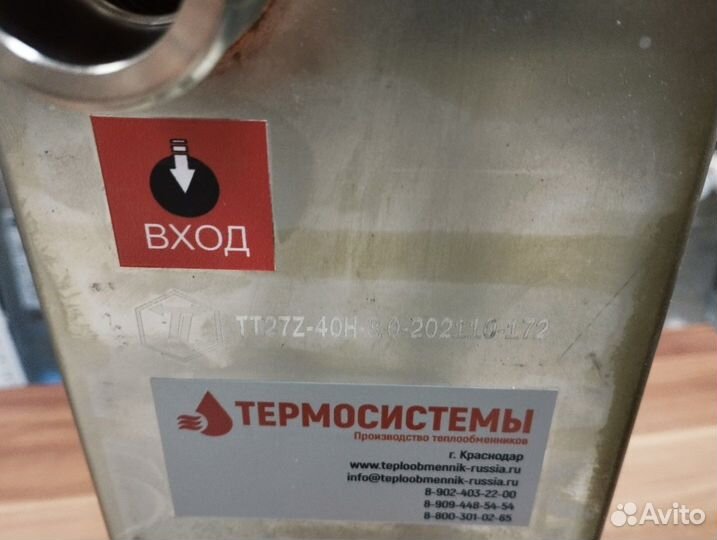 ВХОД
TT27Z-40H-3.0-202110-172
ТЕРМОСИСТЕМЫ
Производство теплообменников
г. Краснодар
www.teploobmennik-russia.ru
info@teploobmennik-russia.ru
8-902-403-22-00
8-909-448-54-54
8-800-301-02-65
Avito